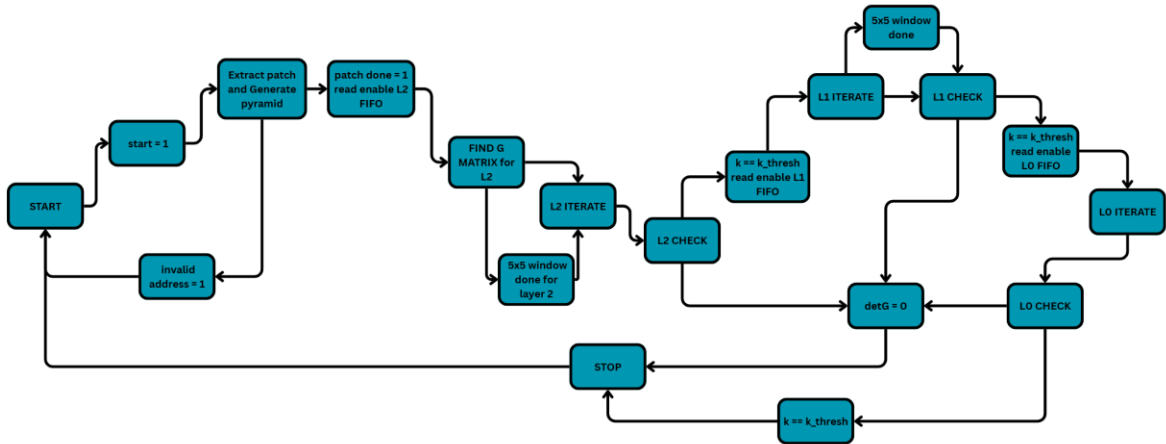 START
start = 1
Extract patch
and Generate
pyramid
invalid
address = 1
patch done = 1
read enable L2
FIFO
FIND G
MATRIX for
L2
5x5 window
done for
layer 2
L2 ITERATE
L2 CHECK
k == k_thresh
read enable L1
FIFO
L1 ITERATE
5x5 window
done
L1 CHECK
k == k_thresh
read enable
L0 FIFO
L0 ITERATE
L0 CHECK
detG = 0
k == k_thresh
STOP